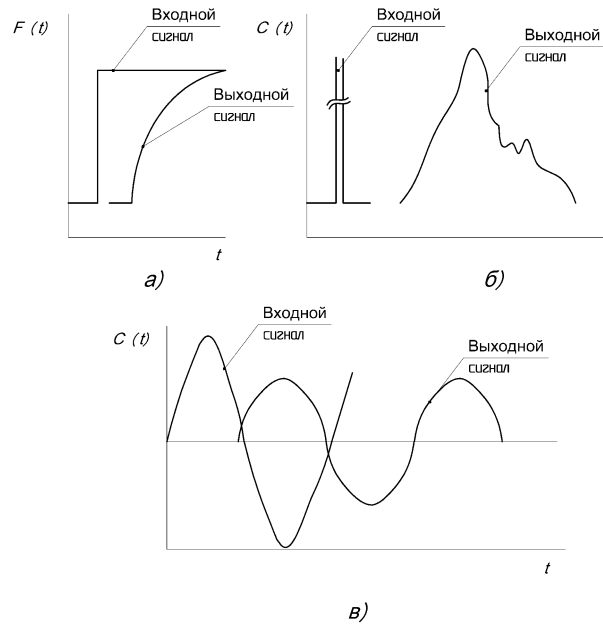 F (t)
Входной
сигнал
Выходной
сигнал
t
а)
C (t)
Входной
сигнал
Выходной
сигнал
б)
C (t)
Входной
сигнал
Выходной
сигнал
t
в)